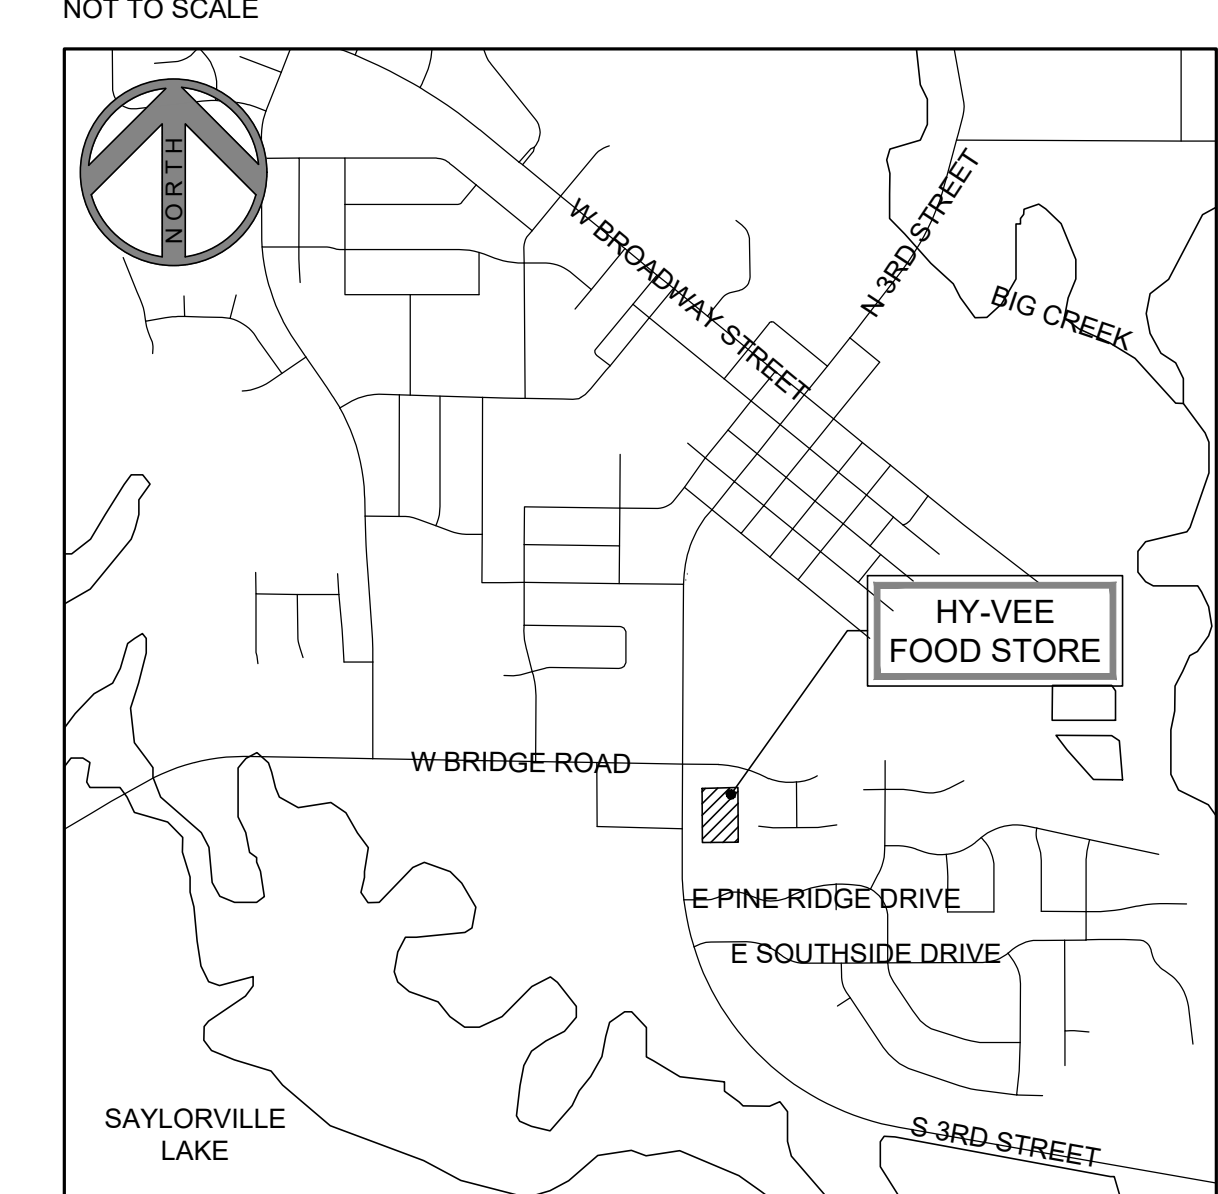 NOT TO SCALE
NORTH
W BROADWAY STREET
N 3RD STREET
BIG CREEK
HY-VEE
FOOD STORE
W BRIDGE ROAD
E PINE RIDGE DRIVE
E SOUTHSIDE DRIVE
SAYLORVILLE
LAKE
S 3RD STREET